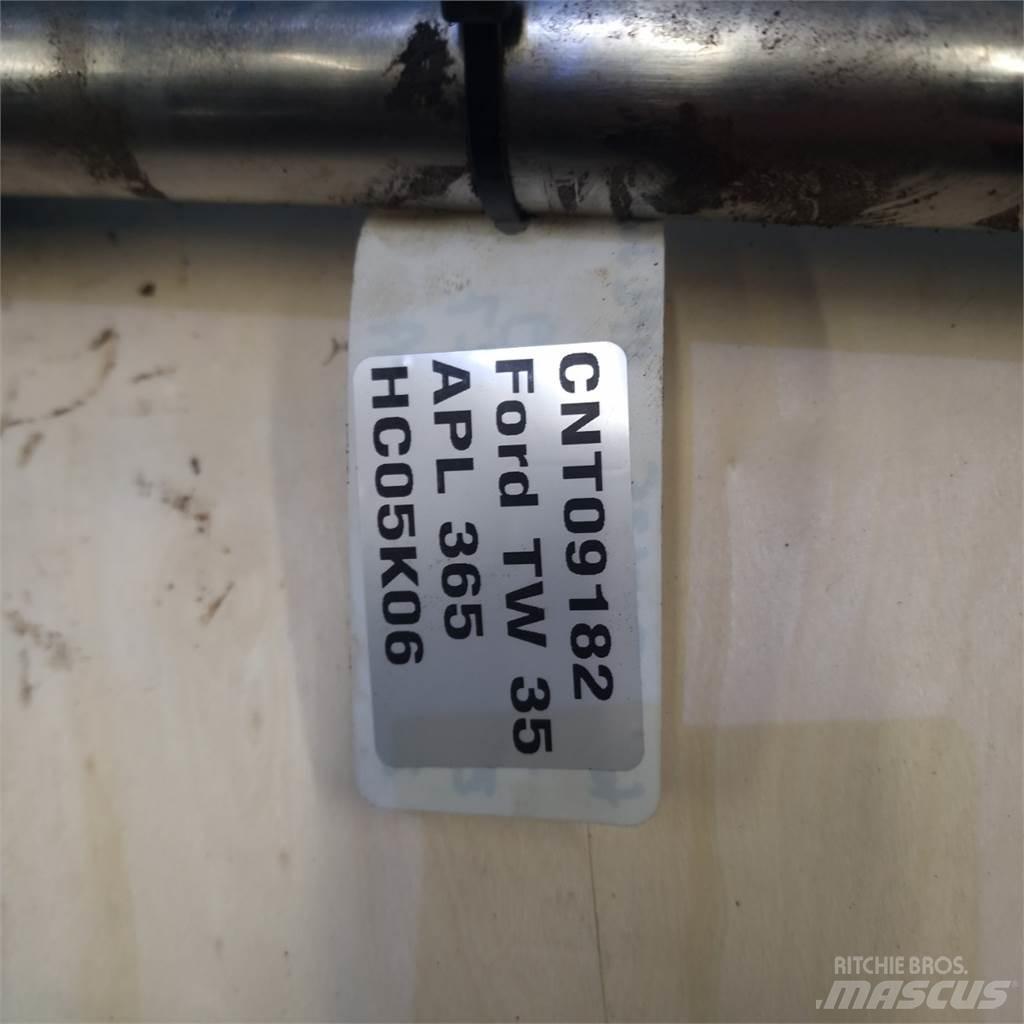 CNT09182
Ford TW 35
APL 365
HC05K06
RITCHIE BROS.
MASCUS